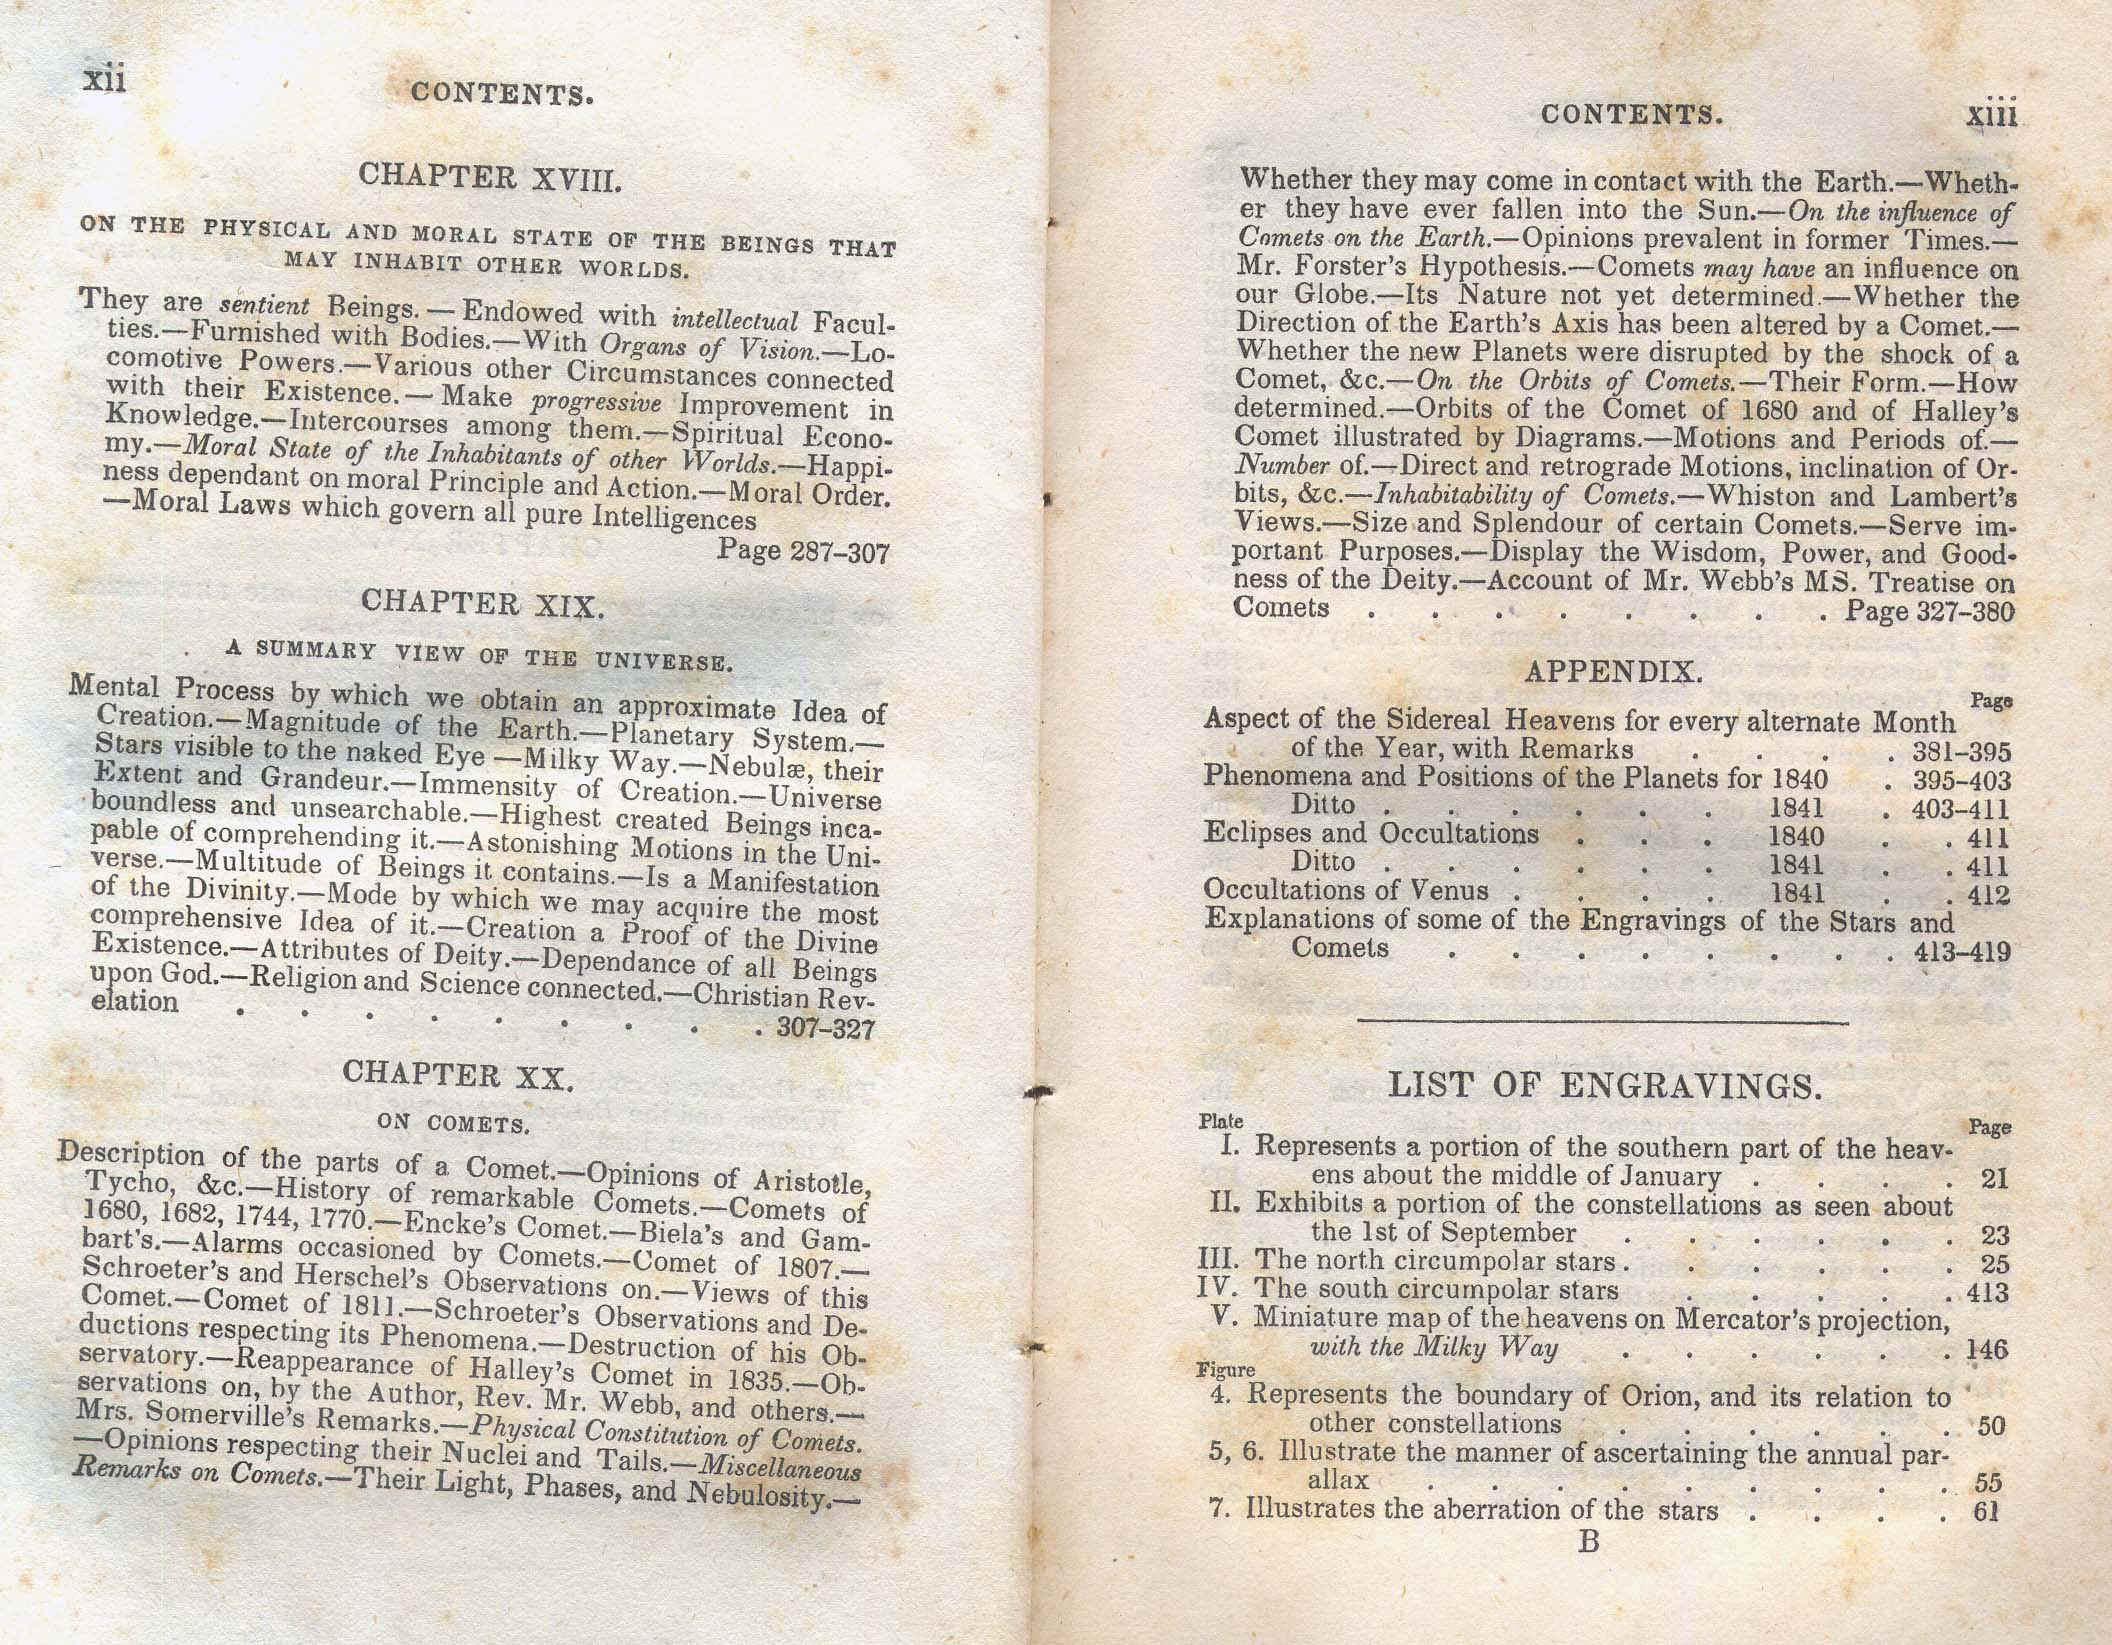 xii
CONTENTS.
CHAPTER XVIII.
ON THE PHYSICAL AND MORAL STATE OF THE BEINGS THAT
MAY INHABIT OTHER WORLDS.
They are sentient Beings.—Endowed with intellectual Facul-
ties.—Furnished with Bodies.—With Organs of Vision.—Lo-
comotive Powers.—Various other Circumstances connected
with their Existence.—Make progressive Improvement in
Knowledge.—Intercourses among them.—Spiritual Econo-
my.—Moral State of the Inhabitants of other Worlds.—Happi-
ness dependant on moral Principle and Action.—Moral Order.
—Moral Laws which govern all pure Intelligences
Page 287–307
CHAPTER XIX.
A SUMMARY VIEW OF THE UNIVERSE.
Mental Process by which we obtain an approximate Idea of
Creation.—Magnitude of the Earth.—Planetary System.—
Stars visible to the naked Eye—Milky Way.—Nebulæ, their
Extent and Grandeur.—Immensity of Creation.—Universe
boundless and unsearchable.—Highest created Beings inca-
pable of comprehending it.—Astonishing Motions in the Uni-
verse.—Multitude of Beings it contains.—Is a Manifestation
of the Divinity.—Mode by which we may acquire the most
comprehensive Idea of it.—Creation a Proof of the Divine
Existence.—Attributes of Deity.—Dependance of all Beings
upon God.—Religion and Science connected.—Christian Rev-
elation . . . . . . . . . 307–327
CHAPTER XX.
ON COMETS.
Description of the parts of a Comet.—Opinions of Aristotle,
Tycho, &c.—History of remarkable Comets.—Comets of
1680, 1682, 1744, 1770.—Encke's Comet.—Biela's and Gam-
bart's.—Alarms occasioned by Comets.—Comet of 1807.—
Schroeter's and Herschel's Observations on.—Views of this
Comet.—Comet of 1811.—Schroeter's Observations and De-
ductions respecting its Phenomena.—Destruction of his Ob-
servatory.—Reappearance of Halley's Comet in 1835.—Ob-
servations on, by the Author, Rev. Mr. Webb, and others.—
Mrs. Somerville's Remarks.—Physical Constitution of Comets.
—Opinions respecting their Nuclei and Tails.—Miscellaneous
Remarks on Comets.—Their Light, Phases, and Nebulosity.—
CONTENTS.
xiii
Whether they may come in contact with the Earth.—Wheth-
er they have ever fallen into the Sun.—On the influence of
Comets on the Earth.—Opinions prevalent in former Times.—
Mr. Forster's Hypothesis.—Comets may have an influence on
our Globe.—Its Nature not yet determined.—Whether the
Direction of the Earth's Axis has been altered by a Comet.—
Whether the new Planets were disrupted by the shock of a
Comet, &c.—On the Orbits of Comets.—Their Form.—How
determined.—Orbits of the Comet of 1680 and of Halley's
Comet illustrated by Diagrams.—Motions and Periods of.—
Number of.—Direct and retrograde Motions, inclination of Or-
bits, &c.—Inhabitability of Comets.—Whiston and Lambert's
Views.—Size and Splendour of certain Comets.—Serve im-
portant Purposes.—Display the Wisdom, Power, and Good-
ness of the Deity.—Account of Mr. Webb's MS. Treatise on
Comets . . . . . . . . Page 327–380
APPENDIX.
Page
Aspect of the Sidereal Heavens for every alternate Month
of the Year, with Remarks . . . . 381–395
Phenomena and Positions of the Planets for 1840 . 395–403
Ditto . . . . . . 1841 . 403–411
Eclipses and Occultations . . . 1840 . . 411
Ditto . . . . . . 1841 . . 411
Occultations of Venus . . . . 1841 . . 412
Explanations of some of the Engravings of the Stars and
Comets . . . . . . . . 413–419
LIST OF ENGRAVINGS.
Plate Page
I. Represents a portion of the southern part of the heav-
ens about the middle of January . . . . 21
II. Exhibits a portion of the constellations as seen about
the 1st of September . . . . . . 23
III. The north circumpolar stars . . . . . . 25
IV. The south circumpolar stars . . . . . 413
V. Miniature map of the heavens on Mercator's projection,
with the Milky Way . . . . . . 146
Figure
4. Represents the boundary of Orion, and its relation to
other constellations . . . . . . 50
5, 6. Illustrate the manner of ascertaining the annual par-
allax . . . . . . . . . 55
7. Illustrates the aberration of the stars . . . . 61
B